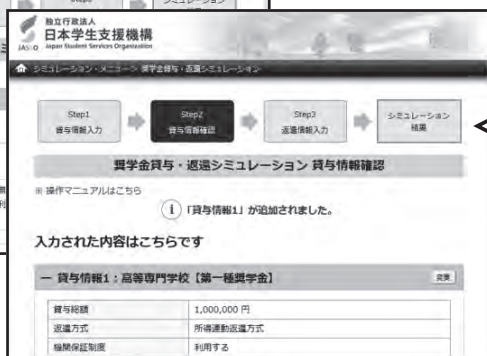 独立行政法人
日本学生支援機構
JASSO Japan Student Services Organization
シミュレーション・メニュー > 奨学金貸与・返還シミュレーション
Step1
貸与情報入力
Step2
貸与情報確認
Step3
返還情報入力
シミュレーション
結果
奨学金貸与・返還シミュレーション 貸与情報確認
※ 操作マニュアルはこちら
i 「貸与情報1」が追加されました。
入力された内容はこちらです
― 貸与情報1：高等専門学校【第一種奨学金】 変更
貸与総額 1,000,000 円
返還方式 所得連動返還方式
機関保証制度 利用する